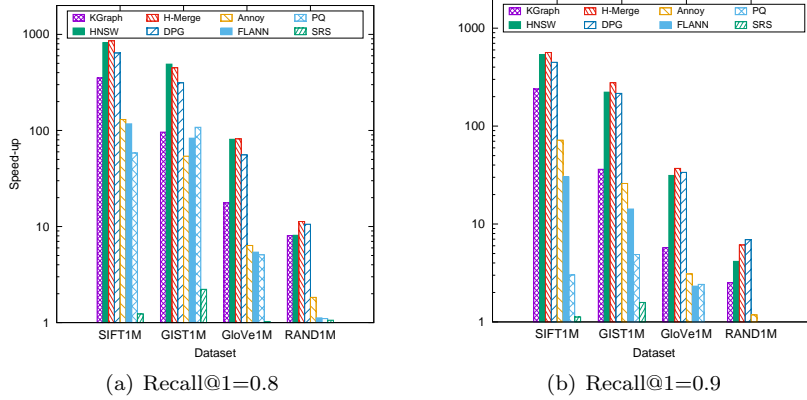 KGraph H-Merge Annoy PQ
HNSW DPG FLANN SRS
1000
100
10
1
Speed-up
SIFT1M GIST1M GloVe1M RAND1M
Dataset
(a) Recall@1=0.8
KGraph H-Merge Annoy PQ
HNSW DPG FLANN SRS
1000
100
10
1
SIFT1M GIST1M GloVe1M RAND1M
Dataset
(b) Recall@1=0.9